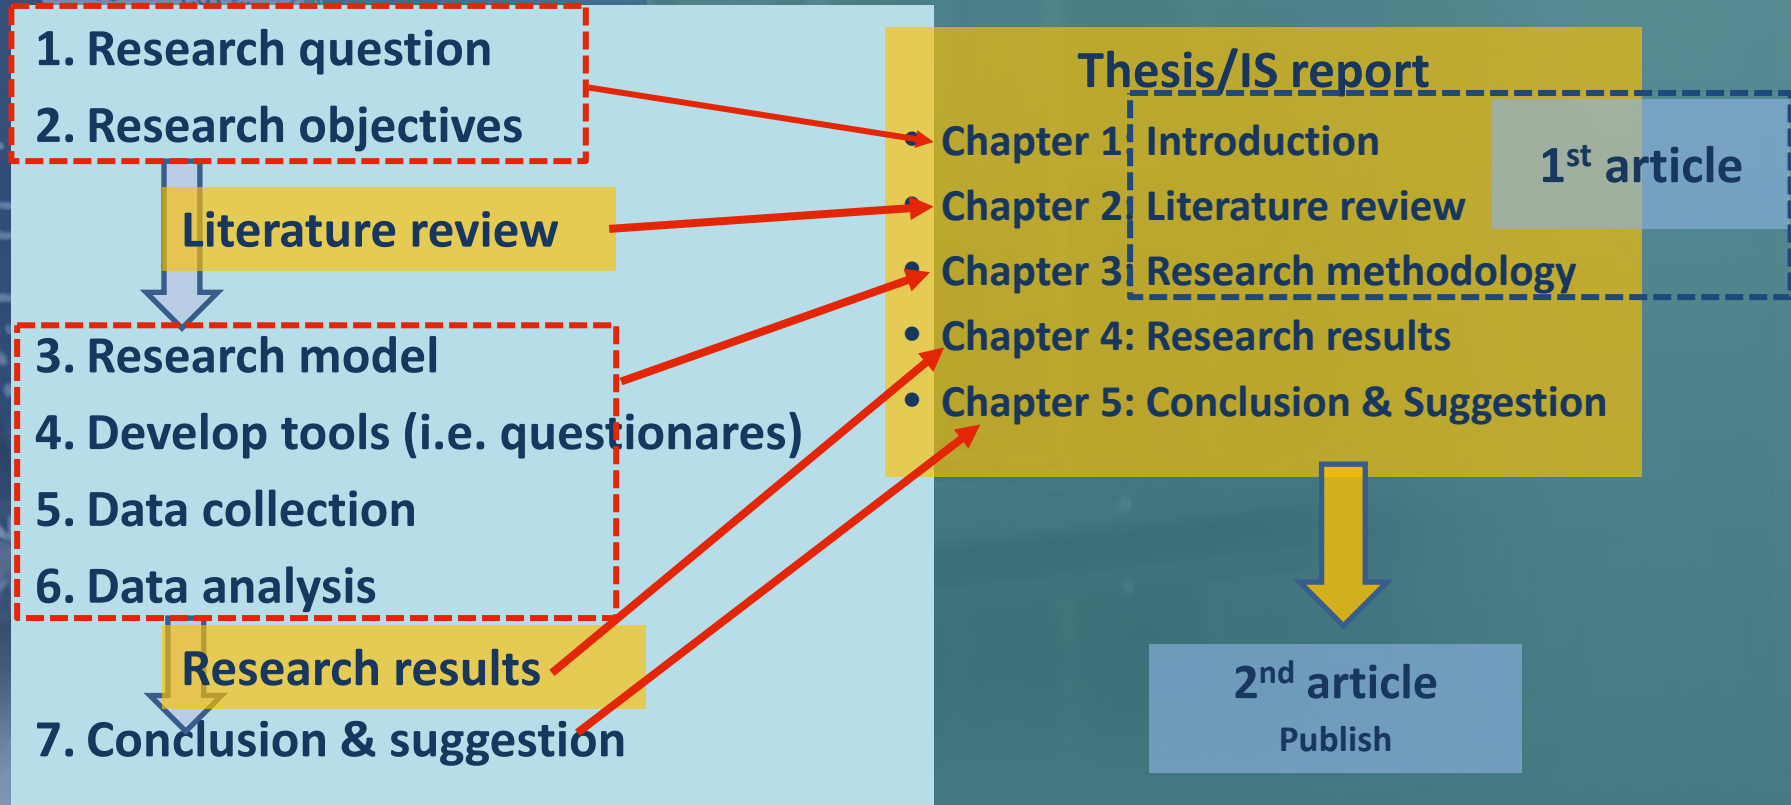 1. Research question
2. Research objectives
Literature review
3. Research model
4. Develop tools (i.e. questionares)
5. Data collection
6. Data analysis
Research results
7. Conclusion & suggestion
Thesis/IS report
• Chapter 1: Introduction
• Chapter 2: Literature review
• Chapter 3: Research methodology
• Chapter 4: Research results
• Chapter 5: Conclusion & Suggestion
1st article
2nd article
Publish